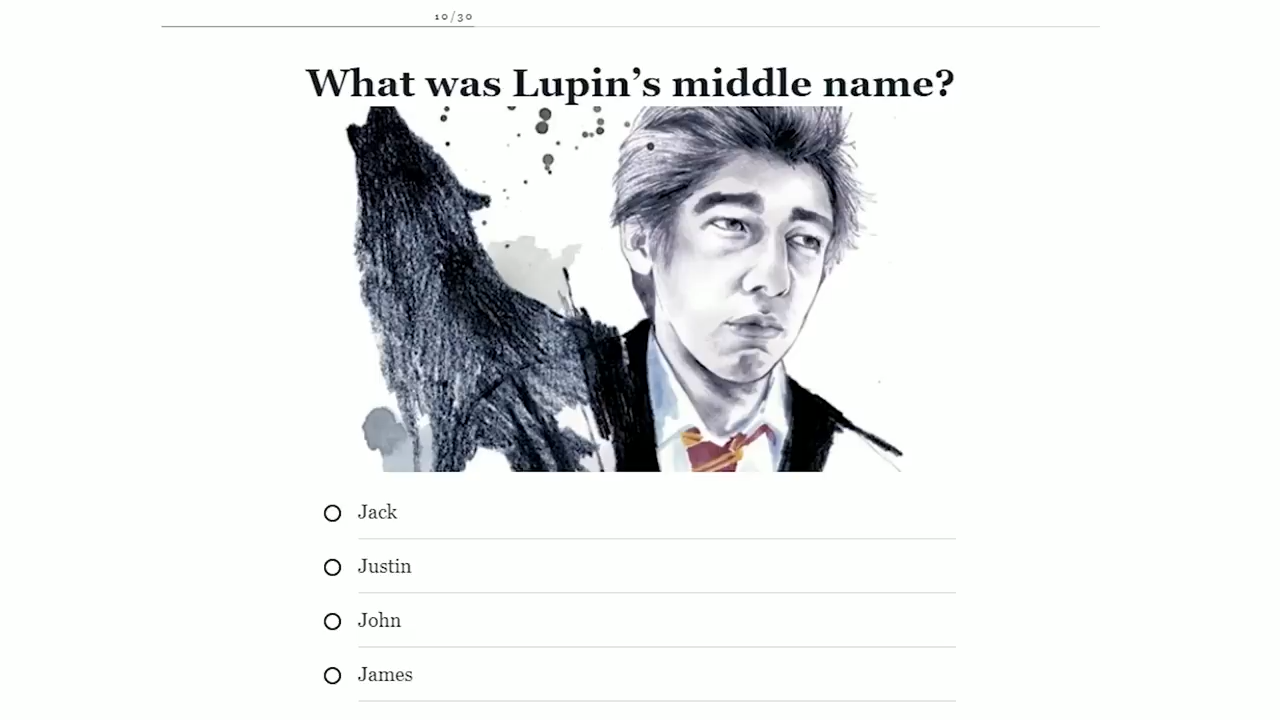 10/30
What was Lupin’s middle name?
Jack
Justin
John
James